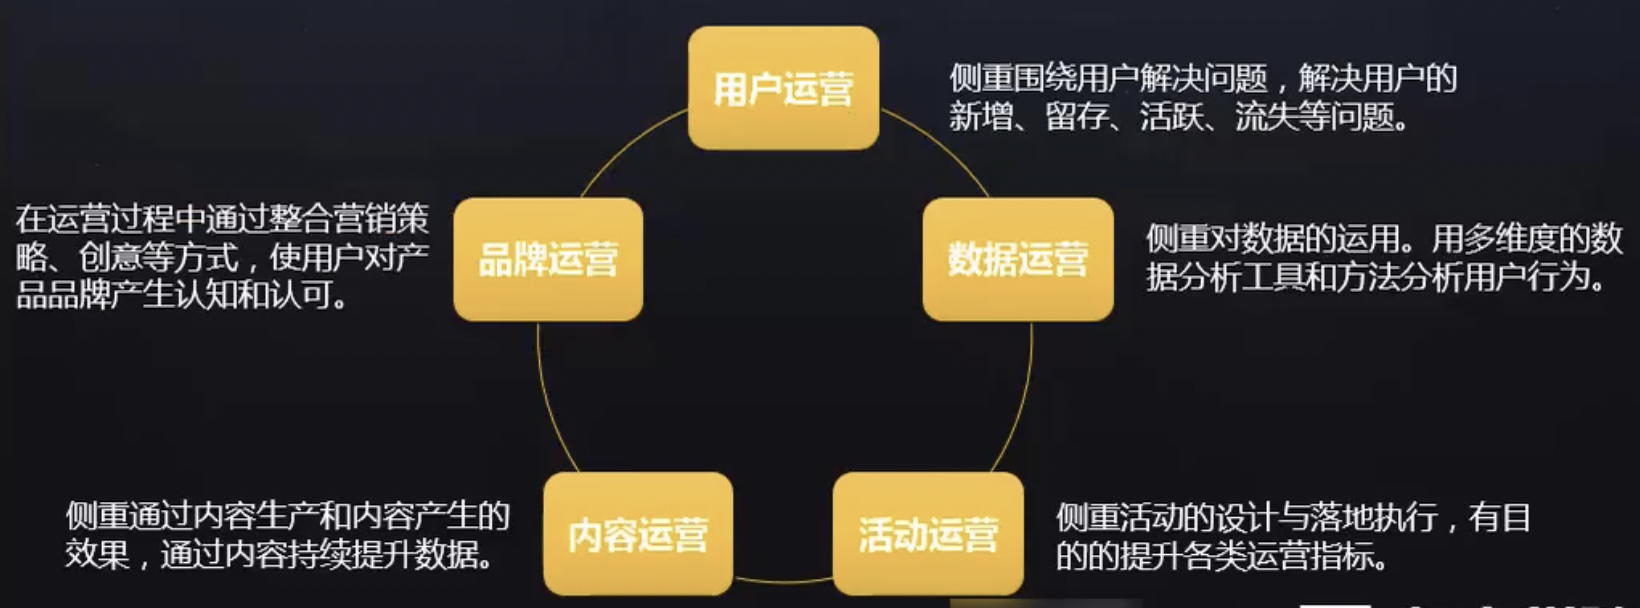 用户运营
侧重围绕用户解决问题，解决用户的
新增、留存、活跃、流失等问题。
数据运营
侧重对数据的运用。用多维度的数
据分析工具和方法分析用户行为。
活动运营
侧重活动的设计与落地执行，有目
的的提升各类运营指标。
内容运营
侧重通过内容生产和内容产生的
效果，通过内容持续提升数据。
品牌运营
在运营过程中通过整合营销策
略、创意等方式，使用户对产
品品牌产生认知和认可。